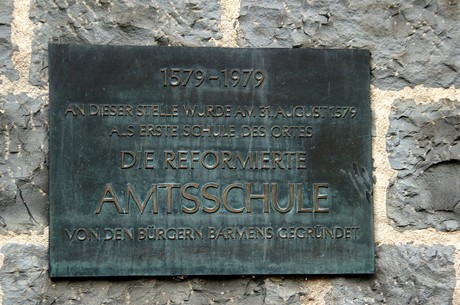 1579-1979
AN DIESER STELLE WURDE AM 31. AUGUST 1579
ALS ERSTE SCHULE DES ORTES
DIE REFORMIERTE
AMTSSCHULE
VON DEN BÜRGERN BARMENS GEGRÜNDET